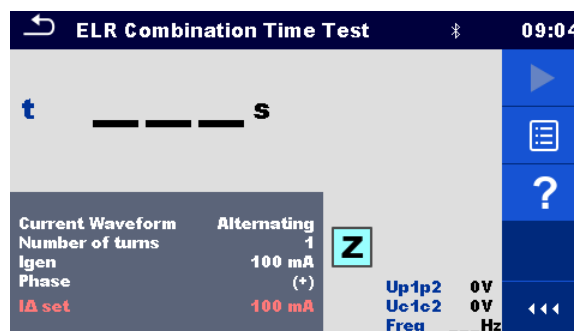 ELR Combination Time Test 09:04
t _ _ _ s
?
Current Waveform Alternating
Number of turns 1
Igen 100 mA
Phase (+)
IΔ set 100 mA
Z
Up1p2 0V
Uc1c2 0V
Freq _ _ _ Hz